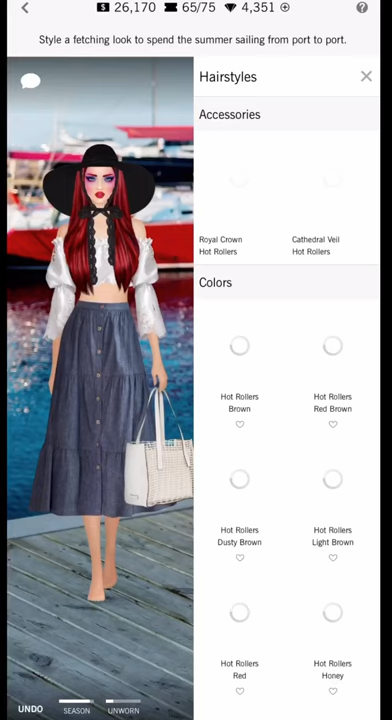 26,170 65/75 4,351
Style a fetching look to spend the summer sailing from port to port.
Hairstyles
Accessories
Royal Crown
Hot Rollers
Cathedral Veil
Hot Rollers
Colors
Hot Rollers
Brown
Hot Rollers
Red Brown
Hot Rollers
Dusty Brown
Hot Rollers
Light Brown
Hot Rollers
Red
Hot Rollers
Honey
UNDO
SEASON
UNWORN